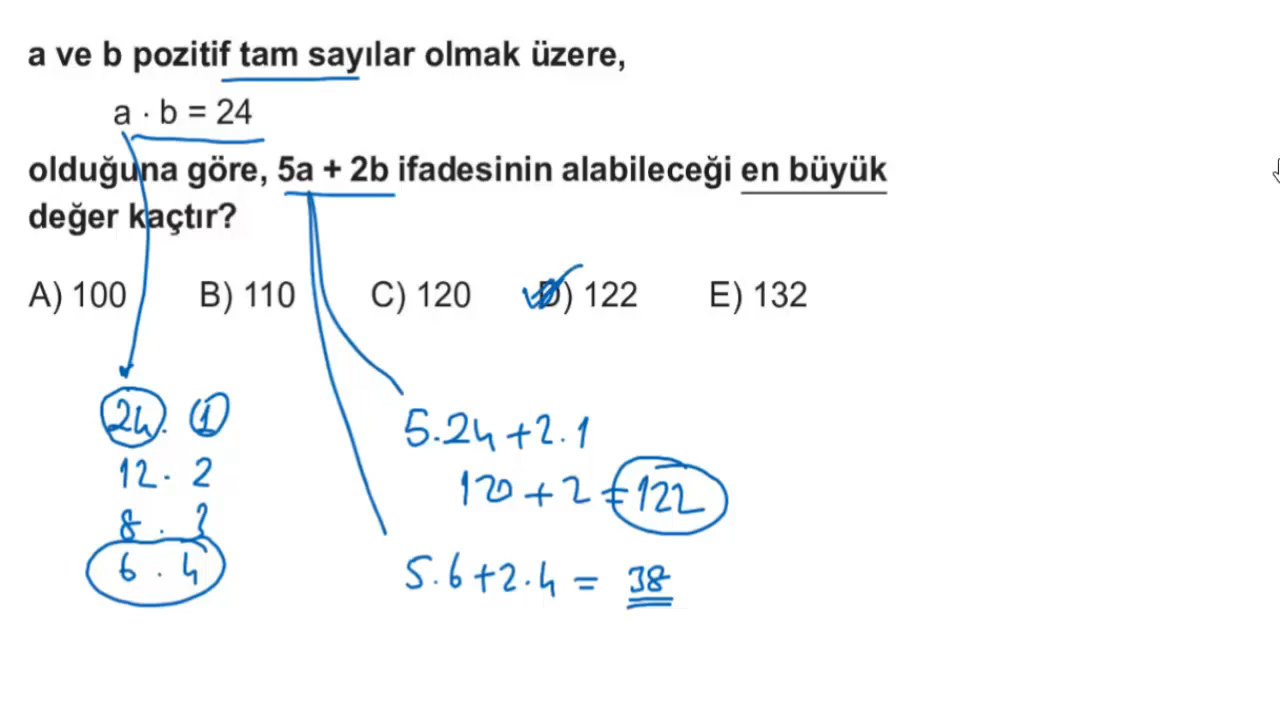 a ve b pozitif tam sayılar olmak üzere,
a · b = 24
olduğuna göre, 5a + 2b ifadesinin alabileceği en büyük
değer kaçtır?
A) 100 B) 110 C) 120 D) 122 E) 132
24 . 1
12 . 2
8 . 3
6 . 4
5.24+2.1
120+2=122
5.6+2.4=38